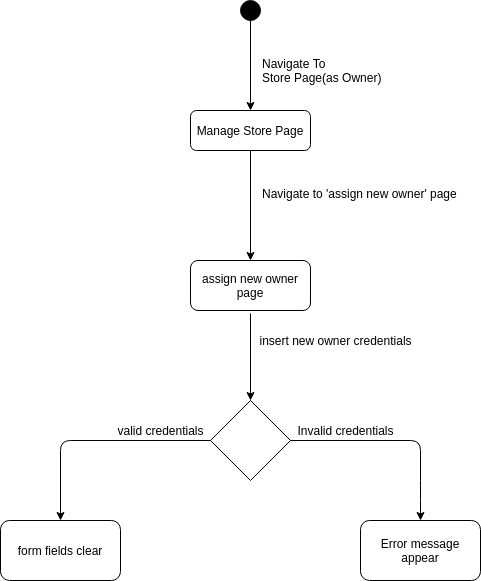 Navigate To
Store Page(as Owner)
Manage Store Page
Navigate to 'assign new owner' page
assign new owner
page
insert new owner credentials
valid credentials
Invalid credentials
form fields clear
Error message
appear